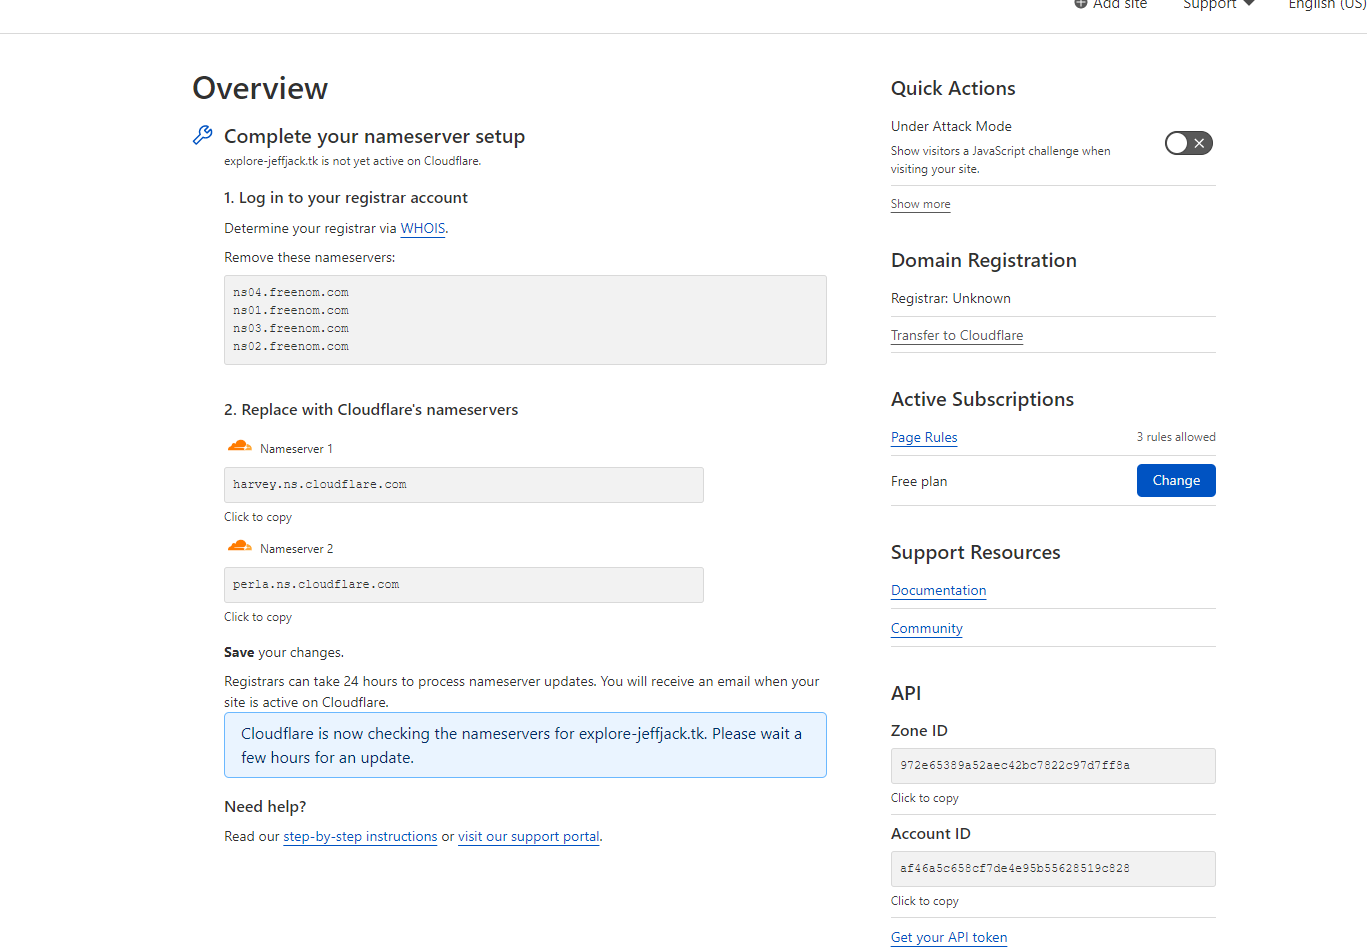 Add site
Support
English (US)
Overview
Complete your nameserver setup
explore-jeffjack.tk is not yet active on Cloudflare.
1. Log in to your registrar account
Determine your registrar via WHOIS.
Remove these nameservers:
ns04.freenom.com
ns01.freenom.com
ns03.freenom.com
ns02.freenom.com
2. Replace with Cloudflare's nameservers
Nameserver 1
harvey.ns.cloudflare.com
Click to copy
Nameserver 2
perla.ns.cloudflare.com
Click to copy
Save your changes.
Registrars can take 24 hours to process nameserver updates. You will receive an email when your
site is active on Cloudflare.
Cloudflare is now checking the nameservers for explore-jeffjack.tk. Please wait a
few hours for an update.
Need help?
Read our step-by-step instructions or visit our support portal.
Quick Actions
Under Attack Mode
Show visitors a JavaScript challenge when
visiting your site.
Show more
Domain Registration
Registrar: Unknown
Transfer to Cloudflare
Active Subscriptions
Page Rules
3 rules allowed
Free plan
Change
Support Resources
Documentation
Community
API
Zone ID
972e65389a52aec42bc7822c97d7ff8a
Click to copy
Account ID
af46a5c658cf7de4e95b55628519c828
Click to copy
Get your API token